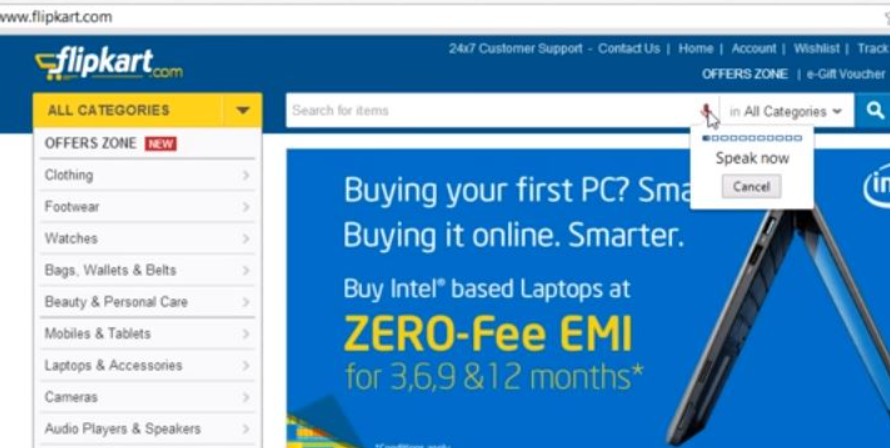 www.flipkart.com
flipkart.com
24x7 Customer Support - Contact Us | Home | Account | Wishlist | Track
OFFERS ZONE | e-Gift Voucher
ALL CATEGORIES
Search for items
in All Categories
Speak now
Cancel
OFFERS ZONE NEW
Clothing
Footwear
Watches
Bags, Wallets & Belts
Beauty & Personal Care
Mobiles & Tablets
Laptops & Accessories
Cameras
Audio Players & Speakers
Buying your first PC? Sma
Buying it online. Smarter.
Buy Intel® based Laptops at
ZERO-Fee EMI
for 3,6,9 &12 months*
*Conditions apply